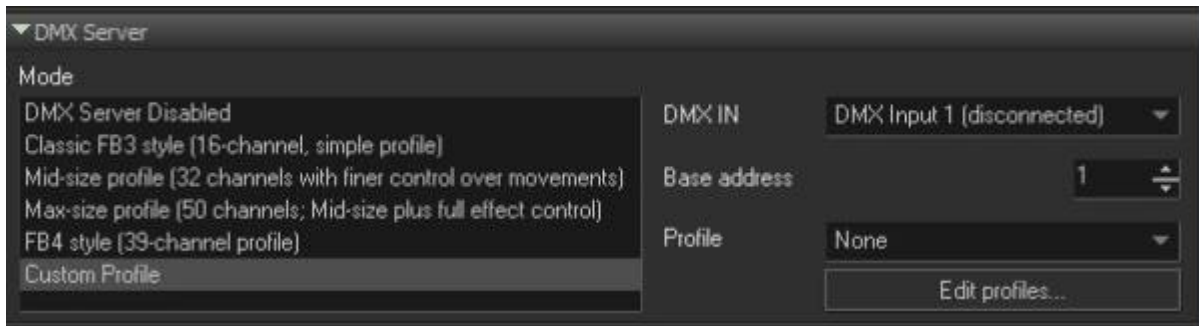 DMX Server
Mode
DMX Server Disabled
Classic FB3 style (16-channel, simple profile)
Mid-size profile (32 channels with finer control over movements)
Max-size profile (50 channels; Mid-size plus full effect control)
FB4 style (39-channel profile)
Custom Profile
DMX IN
DMX Input 1 (disconnected)
Base address
1
Profile
None
Edit profiles...